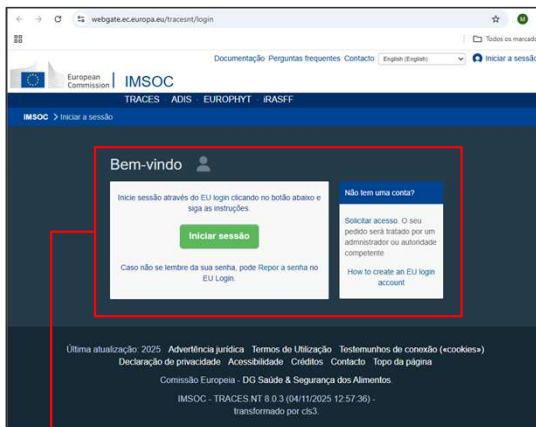 webgate.ec.europa.eu/tracesnt/login
M
Todos os marcado
Documentação Perguntas frequentes Contacto English (English) Iniciar a sessão
European
Commission
IMSOC
TRACES ADIS EUROPHYT iRASFF
IMSOC > Iniciar a sessão
Bem-vindo
Inicie sessão através do EU login clicando no botão abaixo e
siga as instruções.
Iniciar sessão
Caso não se lembre da sua senha, pode Repor a senha no
EU Login.
Não tem uma conta?
Solicitar acesso. O seu
pedido será tratado por um
administrador ou autoridade
competente
How to create an EU login
account
Última atualização: 2025 Advertência jurídica Termos de Utilização Testemunhos de conexão («cookies»)
Declaração de privacidade Acessibilidade Créditos Contacto Topo da página
Comissão Europeia - DG Saúde & Segurança dos Alimentos.
IMSOC - TRACES NT 8.0.3 (04/11/2025 12:57:36) -
transformado por cls3.